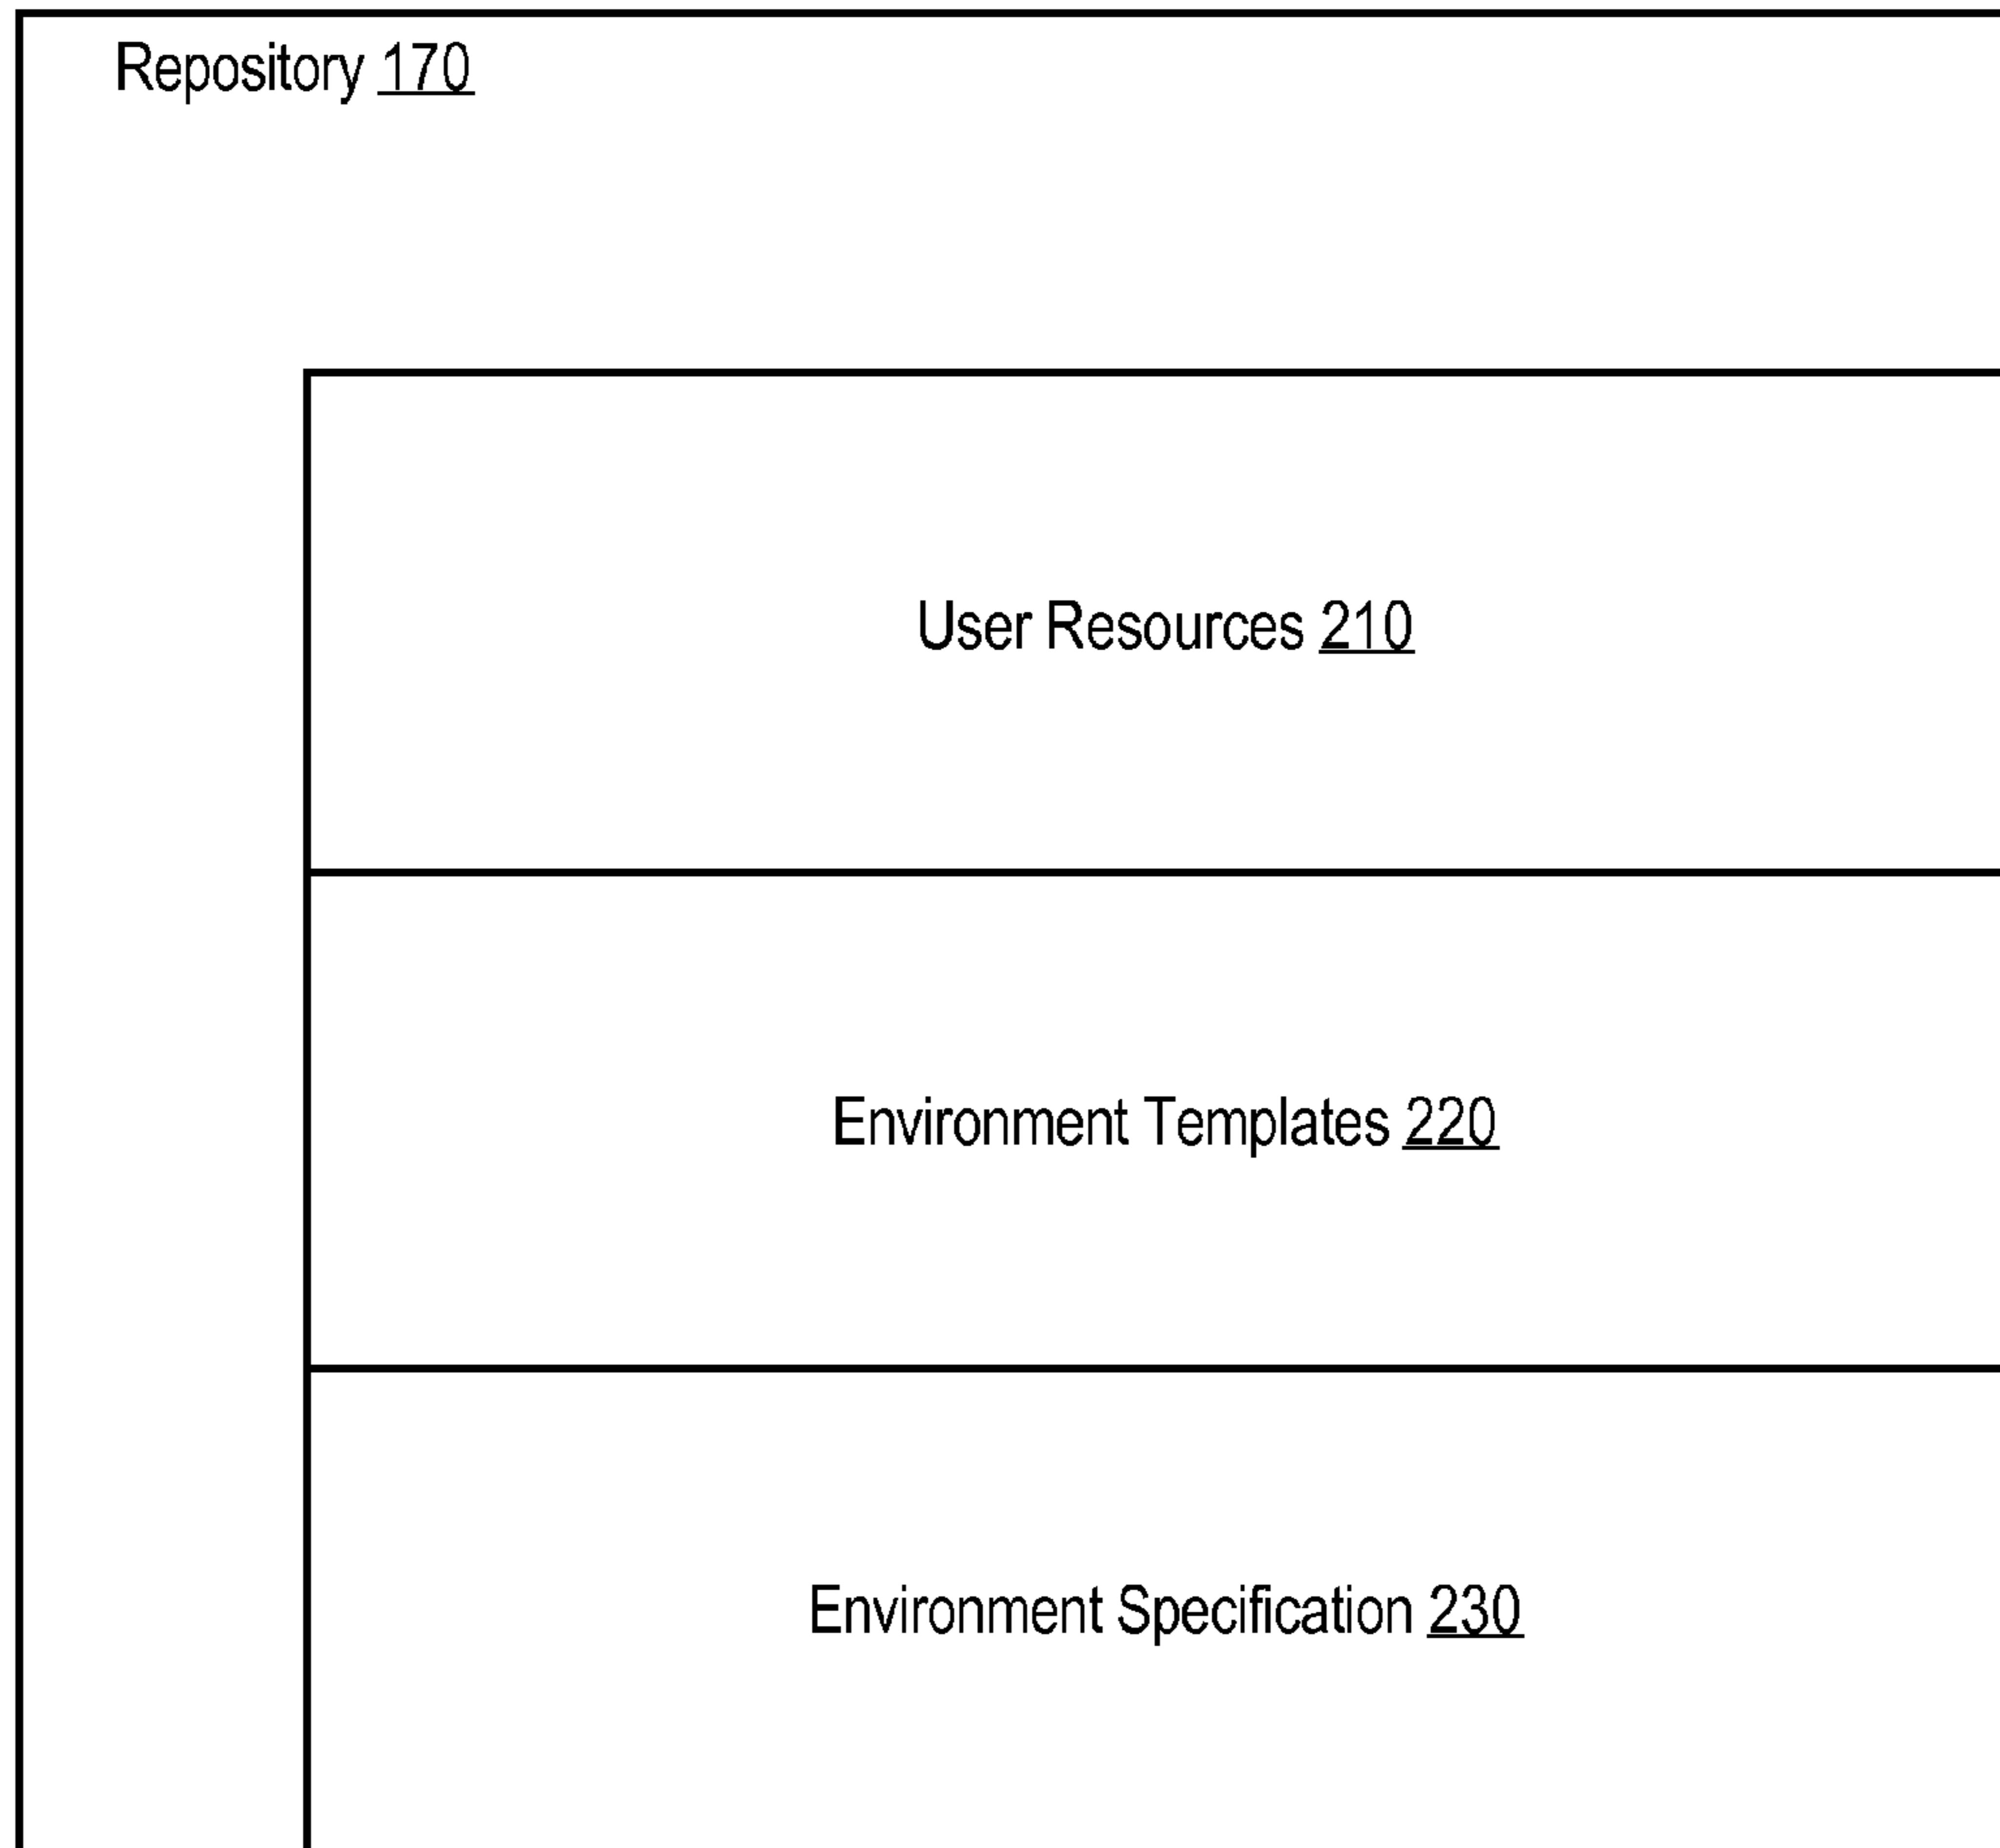 Repository 170
User Resources 210
Environment Templates 220
Environment Specification 230